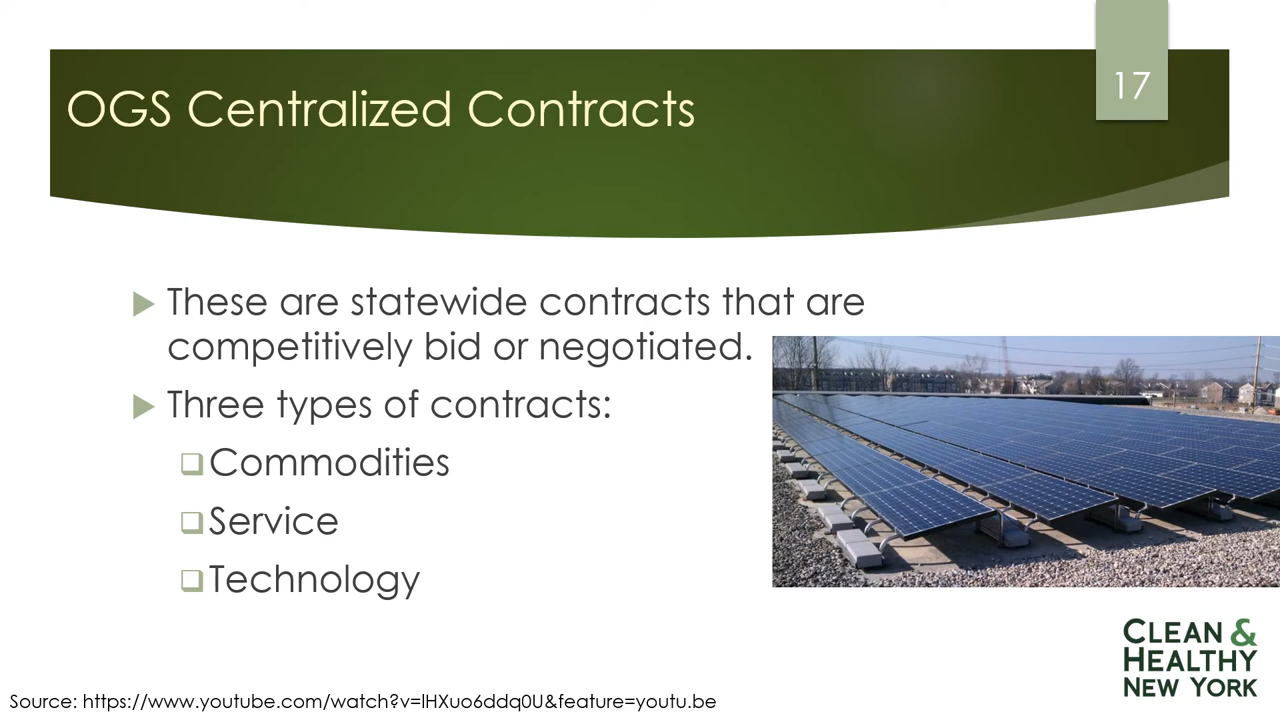 17
OGS Centralized Contracts
These are statewide contracts that are
competitively bid or negotiated.
Three types of contracts:
Commodities
Service
Technology
CLEAN &
HEALTHY
NEW YORK
Source: https://www.youtube.com/watch?v=lHXuo6ddq0U&feature=youtu.be